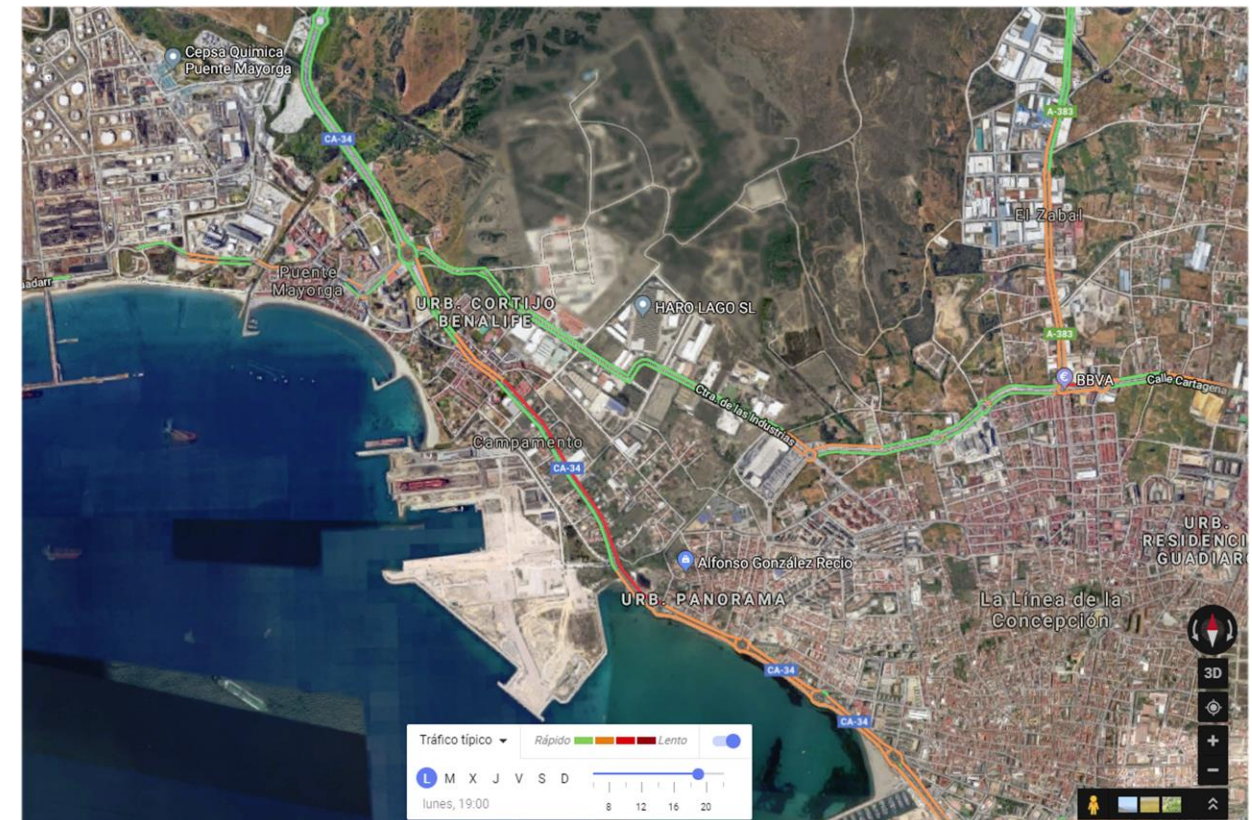 Cepsa Química
Puente Mayorga
CA-34
A-383
El Zabal
uadarr
Puente
Mayorga
URB. CORTIJO
BENALIFE
HARO LAGO SL
A-383
BBVA
Calle Cartagena
Ctra. de las Industrias
Campamento
CA-34
URB.
RESIDENCI
GUADIAR
Alfonso González Recio
URB. PANORAMA
La Línea de la
Concepción
CA-34
CA-34
3D
Tráfico típico
Rápido
Lento
L M X J V S D
lunes, 19:00
8 12 16 20